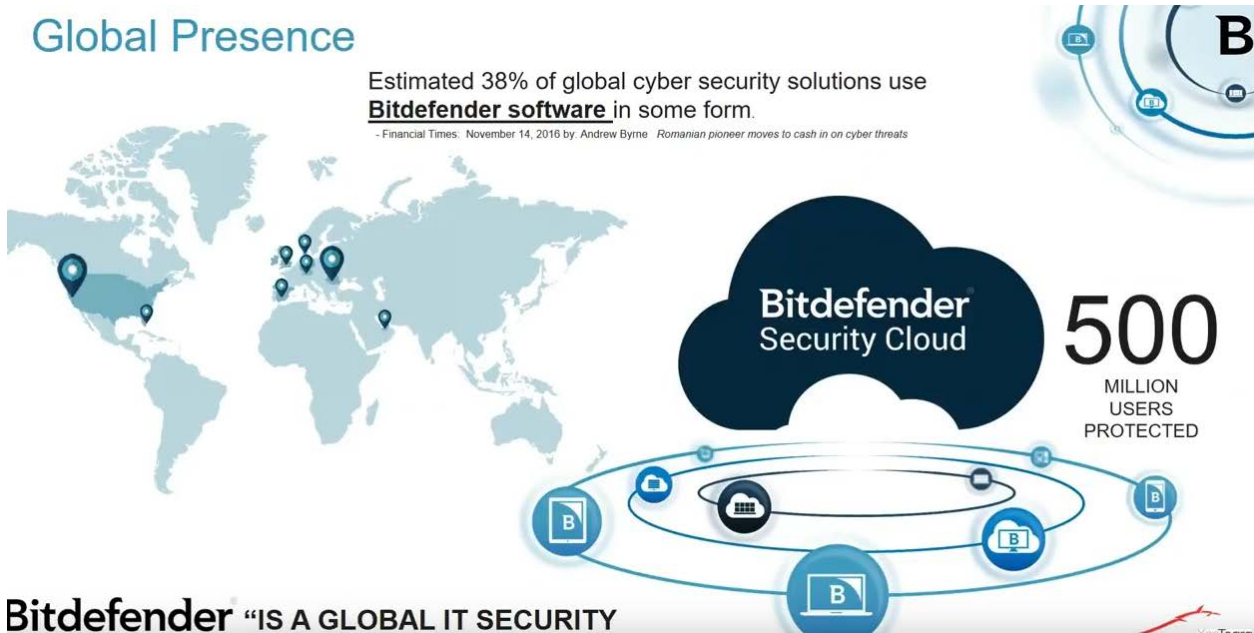 Global Presence
B
Estimated 38% of global cyber security solutions use
Bitdefender software in some form.
- Financial Times: November 14, 2016 by: Andrew Byrne Romanian pioneer moves to cash in on cyber threats
Bitdefender®
Security Cloud
500
MILLION
USERS
PROTECTED
B
B
B
B
Bitdefender® “IS A GLOBAL IT SECURITY